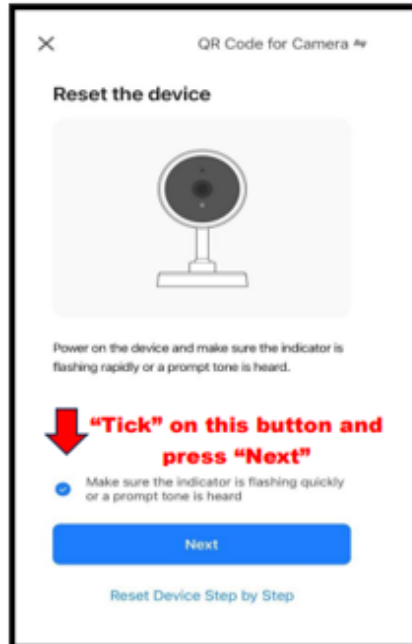 QR Code for Camera ⇋
Reset the device
Power on the device and make sure the indicator is
flashing rapidly or a prompt tone is heard.
“Tick” on this button and
press “Next”
Make sure the indicator is flashing quickly
or a prompt tone is heard
Next
Reset Device Step by Step